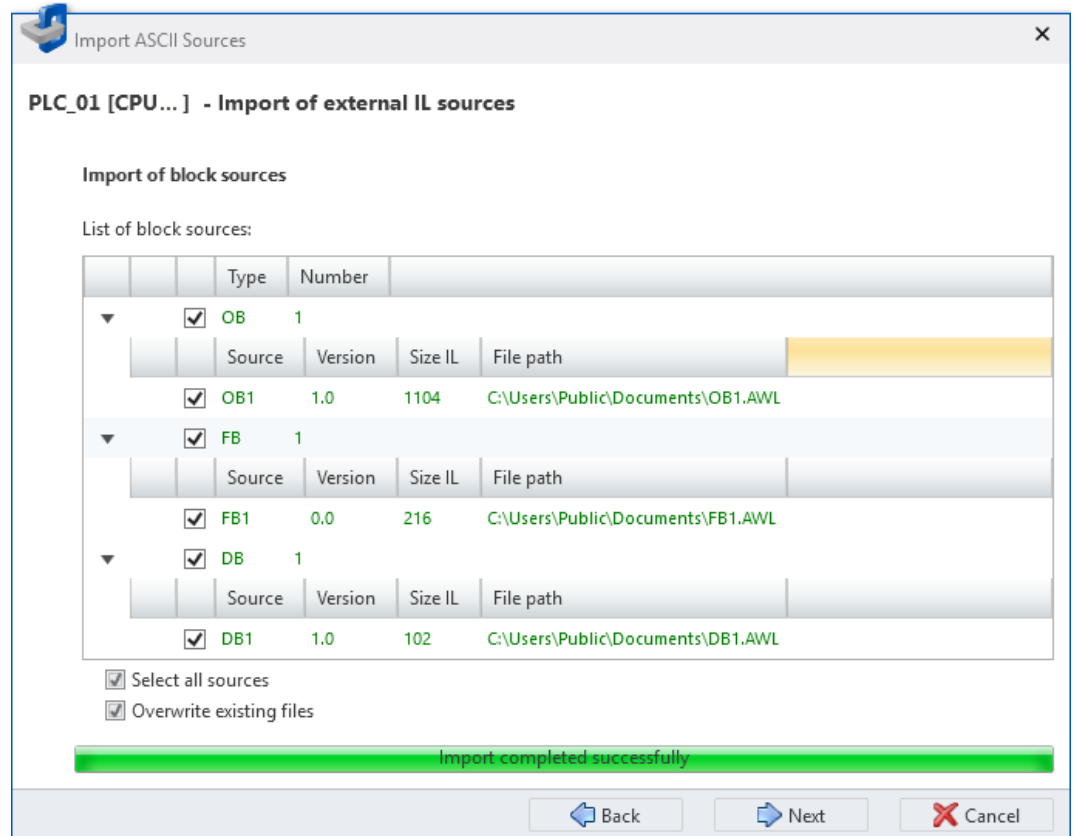 Import ASCII Sources
PLC_01 [CPU...] - Import of external IL sources
Import of block sources
List of block sources:
Type Number
OB 1
Source Version Size IL File path
OB1 1.0 1104 C:\Users\Public\Documents\OB1.AWL
FB 1
Source Version Size IL File path
FB1 0.0 216 C:\Users\Public\Documents\FB1.AWL
DB 1
Source Version Size IL File path
DB1 1.0 102 C:\Users\Public\Documents\DB1.AWL
Select all sources
Overwrite existing files
Import completed successfully
Back Next Cancel